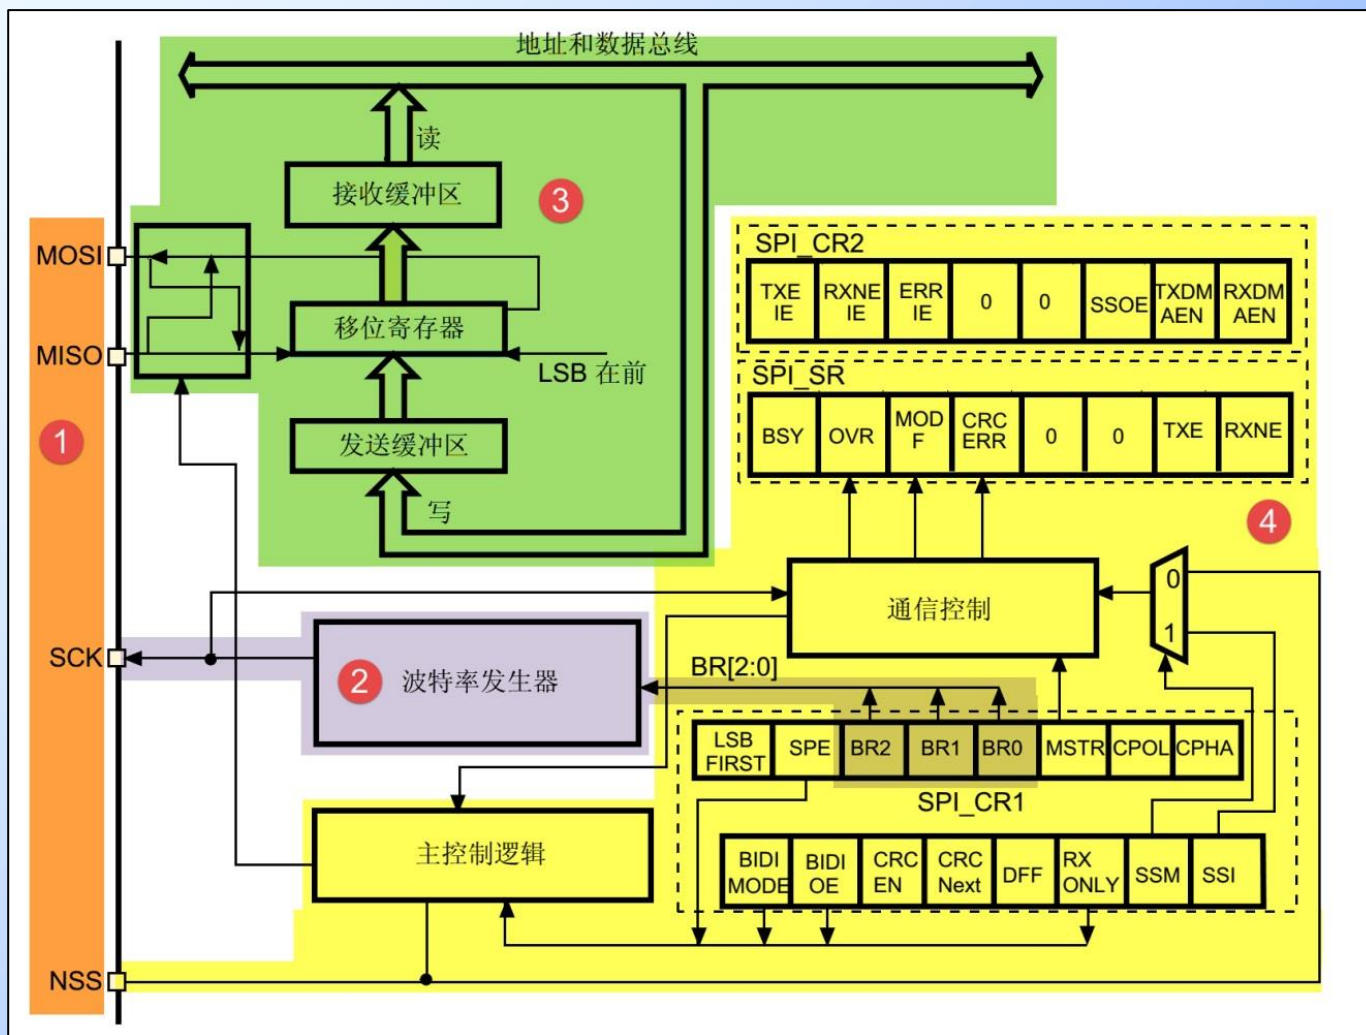 地址和数据总线
读
接收缓冲区
3
MOSI
移位寄存器
MISO
LSB 在前
1
发送缓冲区
写
SPI_CR2
TXE
IE
RXNE
IE
ERR
IE
0
0
SSOE
TXDM
AEN
RXDM
AEN
SPI_SR
BSY
OVR
MOD
F
CRC
ERR
0
0
TXE
RXNE
4
通信控制
0
1
SCK
2
波特率发生器
BR[2:0]
LSB
FIRST
SPE
BR2
BR1
BR0
MSTR
CPOL
CPHA
SPI_CR1
主控制逻辑
BIDI
MODE
BIDI
OE
CRC
EN
CRC
Next
DFF
RX
ONLY
SSM
SSI
NSS